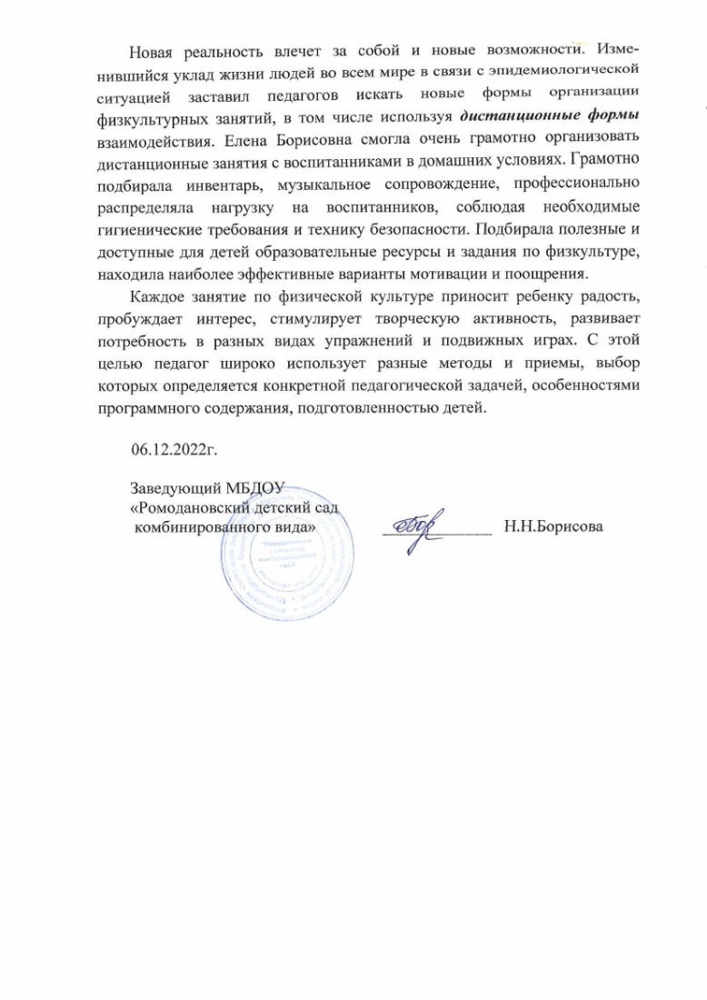 Новая реальность влечет за собой и новые возможности. Изме-
нившийся уклад жизни людей во всем мире в связи с эпидемиологической
ситуацией заставил педагогов искать новые формы организации
физкультурных занятий, в том числе используя дистанционные формы
взаимодействия. Елена Борисовна смогла очень грамотно организовать
дистанционные занятия с воспитанниками в домашних условиях. Грамотно
подбирала инвентарь, музыкальное сопровождение, профессионально
распределяла нагрузку на воспитанников, соблюдая необходимые
гигиенические требования и технику безопасности. Подбирала полезные и
доступные для детей образовательные ресурсы и задания по физкультуре,
находила наиболее эффективные варианты мотивации и поощрения.
Каждое занятие по физической культуре приносит ребенку радость,
пробуждает интерес, стимулирует творческую активность, развивает
потребность в разных видах упражнений и подвижных играх. С этой
целью педагог широко использует разные методы и приемы, выбор
которых определяется конкретной педагогической задачей, особенностями
программного содержания, подготовленностью детей.
06.12.2022г.
Заведующий МБДОУ
«Ромодановский детский сад
комбинированного вида» Н.Н.Борисова